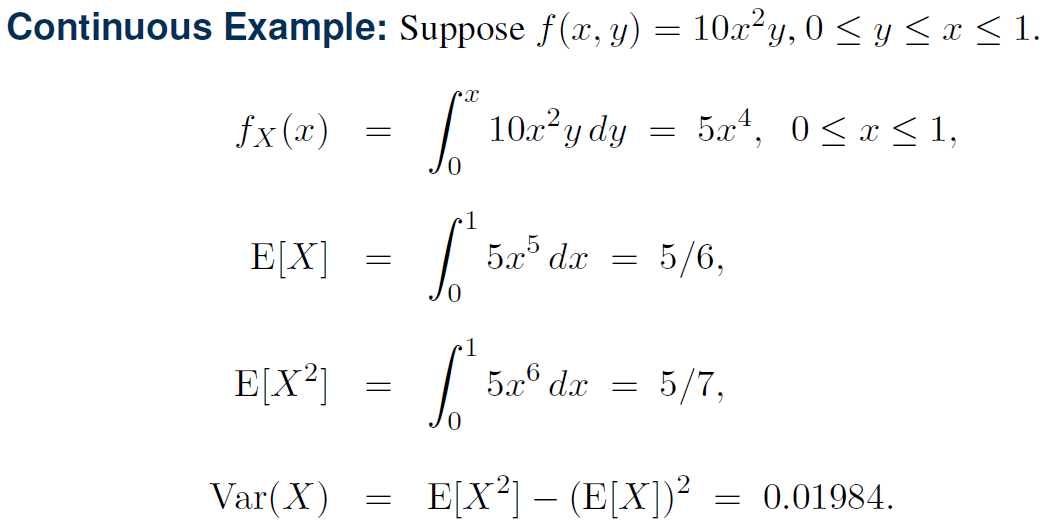 Continuous Example: Suppose f(x, y) = 10x²y, 0 ≤ y ≤ x ≤ 1.
f_X(x) = ∫₀ˣ 10x²y dy = 5x⁴, 0 ≤ x ≤ 1,
E[X] = ∫₀¹ 5x⁵ dx = 5/6,
E[X²] = ∫₀¹ 5x⁶ dx = 5/7,
Var(X) = E[X²] − (E[X])² = 0.01984.